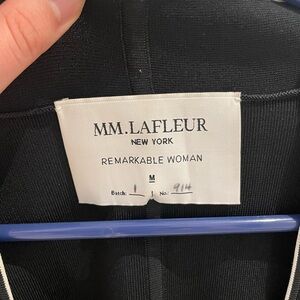 MM.LAFLEUR
NEW YORK
REMARKABLE WOMAN
M
Batch: 1 | No: 914